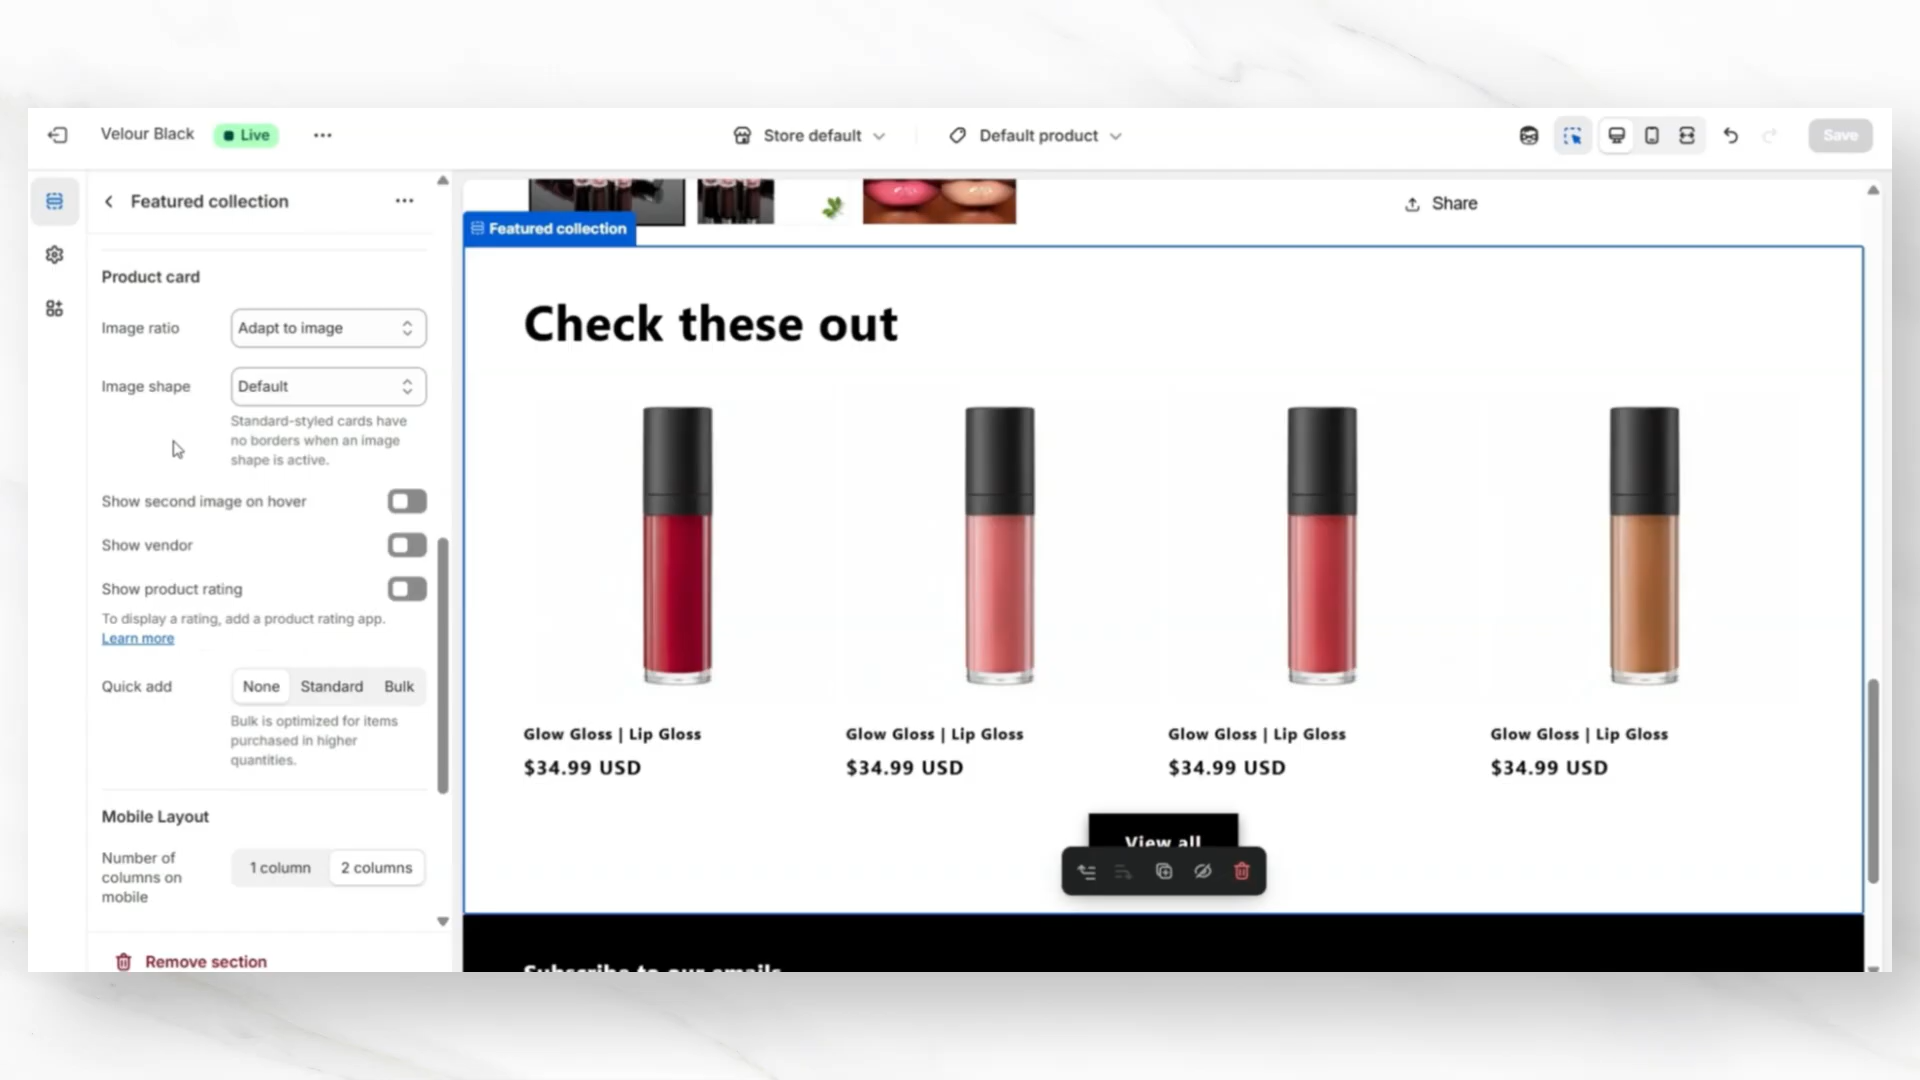 Velour Black
Live
Store default
Default product
Save
Featured collection
Product card
Image ratio
Adapt to image
Image shape
Default
Standard-styled cards have
no borders when an image
shape is active.
Show second image on hover
Show vendor
Show product rating
To display a rating, add a product rating app.
Learn more
Quick add
None
Standard
Bulk
Bulk is optimized for items
purchased in higher
quantities.
Mobile Layout
Number of
columns on
mobile
1 column
2 columns
Remove section
Share
Featured collection
Check these out
Glow Gloss | Lip Gloss
$34.99 USD
Glow Gloss | Lip Gloss
$34.99 USD
Glow Gloss | Lip Gloss
$34.99 USD
Glow Gloss | Lip Gloss
$34.99 USD
View all
Subscribe to our emails